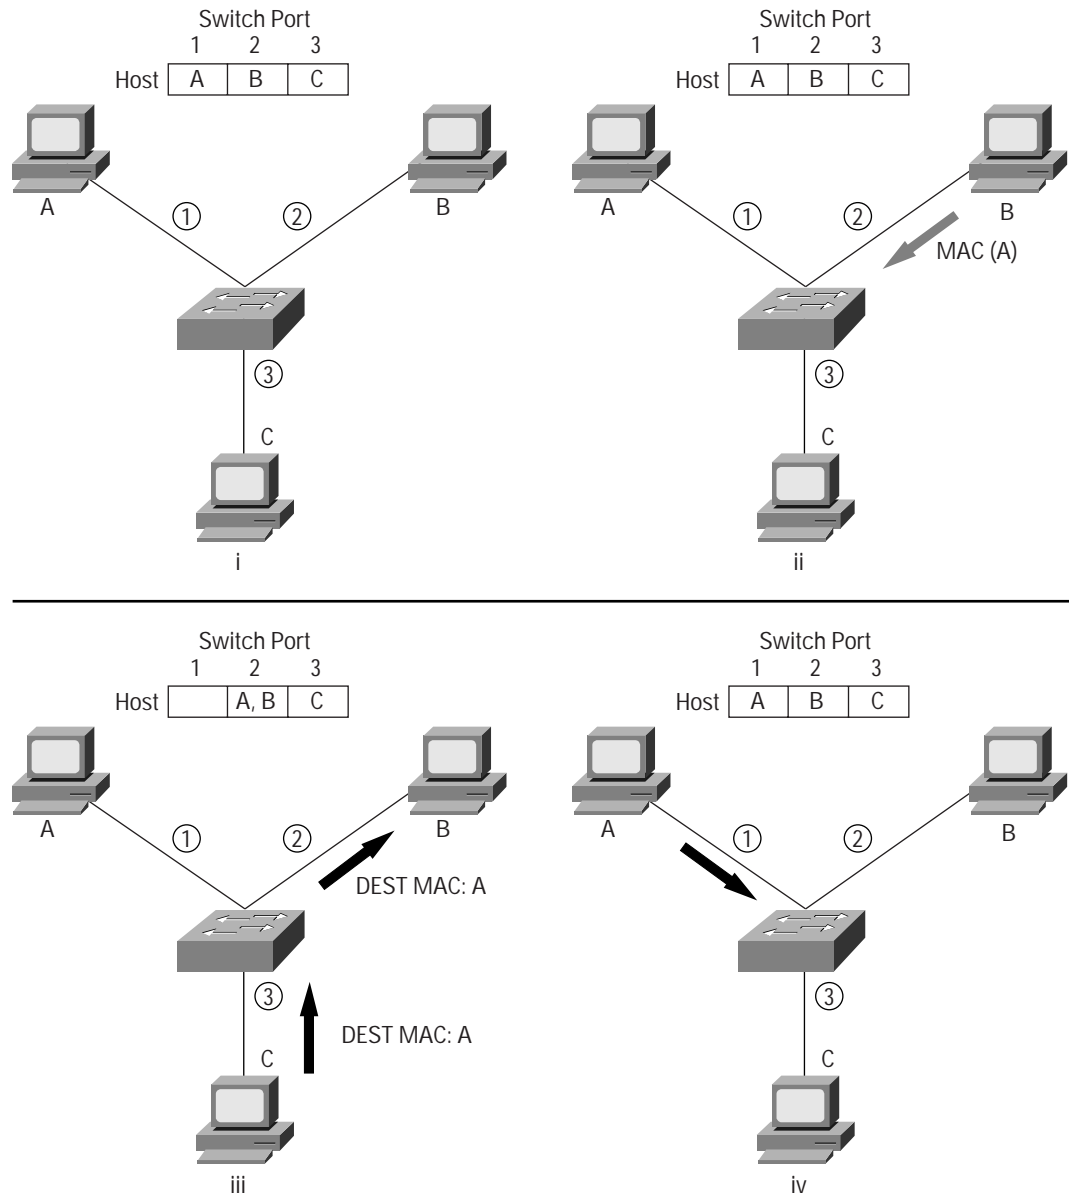 Switch Port
1 2 3
Host A B C
A
B
1
2
3
C
i
Switch Port
1 2 3
Host A B C
A
B
1
2
MAC (A)
3
C
ii
Switch Port
1 2 3
Host A, B C
A
B
1
2
DEST MAC: A
3
DEST MAC: A
C
iii
Switch Port
1 2 3
Host A B C
A
B
1
2
3
C
iv